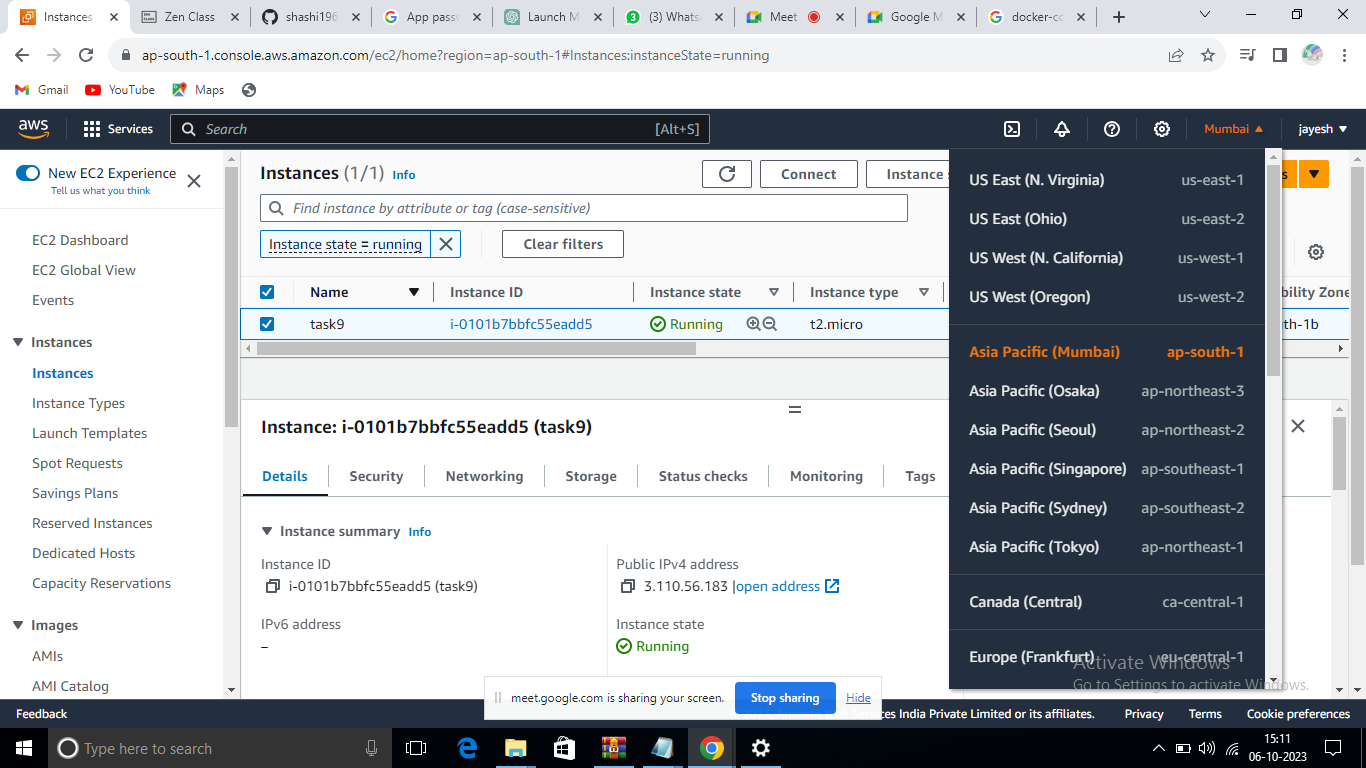 Instances
Zen Class
shashi196
App passw
Launch M
(3) Whats
Meet
Google M
docker-co
ap-south-1.console.aws.amazon.com/ec2/home?region=ap-south-1#Instances:instanceState=running
Gmail YouTube Maps
aws Services Search [Alt+S] Mumbai jayesh
New EC2 Experience
Tell us what you think
EC2 Dashboard
EC2 Global View
Events
Instances
Instances
Instance Types
Launch Templates
Spot Requests
Savings Plans
Reserved Instances
Dedicated Hosts
Capacity Reservations
Images
AMIs
AMI Catalog
Instances (1/1) Info
Connect
Instance s
Find instance by attribute or tag (case-sensitive)
Instance state = running
Clear filters
Name Instance ID Instance state Instance type bility Zone
task9 i-0101b7bbfc55eadd5 Running t2.micro th-1b
Instance: i-0101b7bbfc55eadd5 (task9)
Details Security Networking Storage Status checks Monitoring Tags
Instance summary Info
Instance ID
i-0101b7bbfc55eadd5 (task9)
Public IPv4 address
3.110.56.183 |open address
IPv6 address
–
Instance state
Running
US East (N. Virginia) us-east-1
US East (Ohio) us-east-2
US West (N. California) us-west-1
US West (Oregon) us-west-2
Asia Pacific (Mumbai) ap-south-1
Asia Pacific (Osaka) ap-northeast-3
Asia Pacific (Seoul) ap-northeast-2
Asia Pacific (Singapore) ap-southeast-1
Asia Pacific (Sydney) ap-southeast-2
Asia Pacific (Tokyo) ap-northeast-1
Canada (Central) ca-central-1
Europe (Frankfurt) eu-central-1
Activate Windows
Go to Settings to activate Windows.
meet.google.com is sharing your screen. Stop sharing Hide
Feedback
ces India Private Limited or its affiliates. Privacy Terms Cookie preferences
Type here to search
15:11
06-10-2023